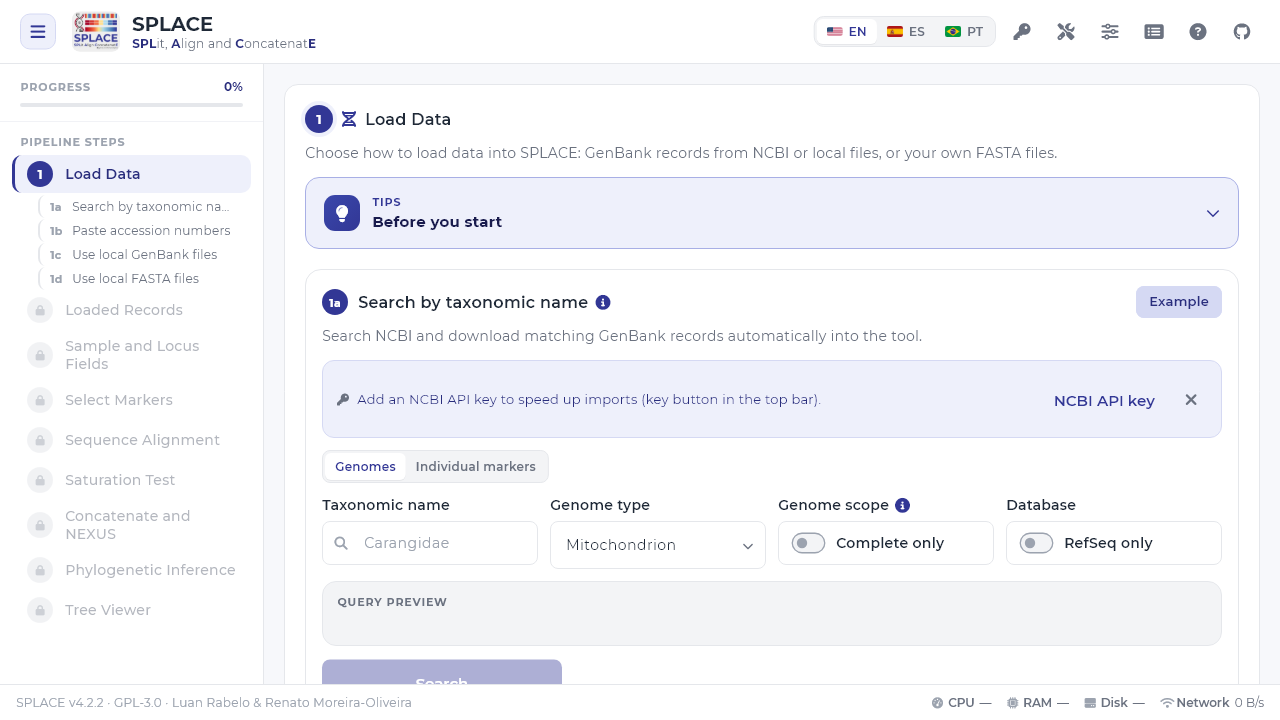 SPLACE
SPLit, Align and ConcatenatE
EN
ES
PT
PROGRESS
0%
PIPELINE STEPS
1 Load Data
1a Search by taxonomic na...
1b Paste accession numbers
1c Use local GenBank files
1d Use local FASTA files
Loaded Records
Sample and Locus
Fields
Select Markers
Sequence Alignment
Saturation Test
Concatenate and
NEXUS
Phylogenetic Inference
Tree Viewer
1 Load Data
Choose how to load data into SPLACE: GenBank records from NCBI or local files, or your own FASTA files.
TIPS
Before you start
1a Search by taxonomic name
Example
Search NCBI and download matching GenBank records automatically into the tool.
Add an NCBI API key to speed up imports (key button in the top bar).
NCBI API key
Genomes
Individual markers
Taxonomic name
Genome type
Genome scope
Database
Carangidae
Mitochondrion
Complete only
RefSeq only
QUERY PREVIEW
Search
SPLACE v4.2.2 · GPL-3.0 · Luan Rabelo & Renato Moreira-Oliveira
CPU —
RAM —
Disk —
Network 0 B/s